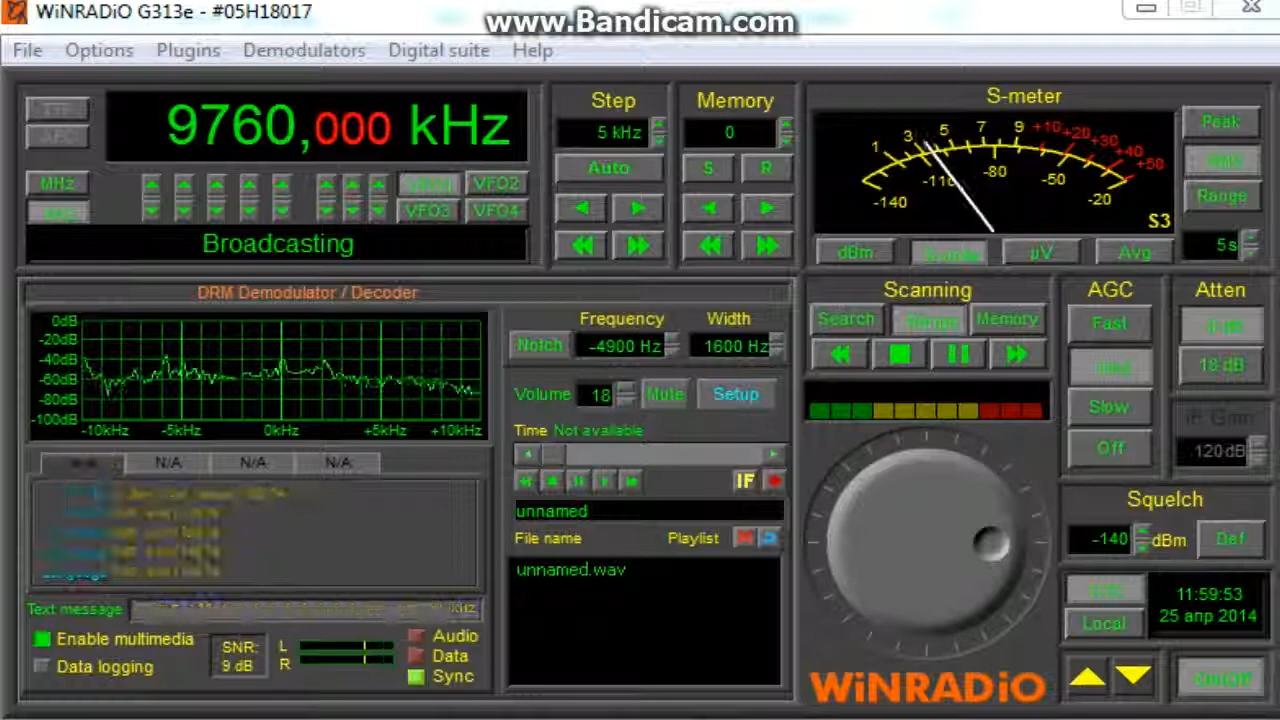 WiNRADiO G313e - #05H18017
www.Bandicam.com
File Options Plugins Demodulators Digital suite Help
9760,000 kHz
MHz
VFO2
VFO3 VFO4
Broadcasting
Step
5 kHz
Auto
Memory
0
S R
S-meter
1 3 5 7 9 +10 +20 +30 +40 +50
-140 -110 -80 -50 -20
S3
dBm µV Avg
Peak
Range
5s
DRM Demodulator / Decoder
0dB
-20dB
-40dB
-60dB
-80dB
-100dB
-10kHz -5kHz 0kHz +5kHz +10kHz
Frequency Width
Notch -4900 Hz 1600 Hz
Volume 18 Mute Setup
Time Not available
IF
unnamed
File name Playlist
unnamed.wav
N/A N/A N/A
Language
Text message
kHz
Enable multimedia
Data logging
SNR:
9 dB
L
R
Audio
Data
Sync
Scanning
Search Memory
AGC
Fast
Slow
Off
Atten
18 dB
IF Gain
120dB
Squelch
-140 dBm Def
Local
11:59:53
25 апр 2014
WiNRADiO
On/Off